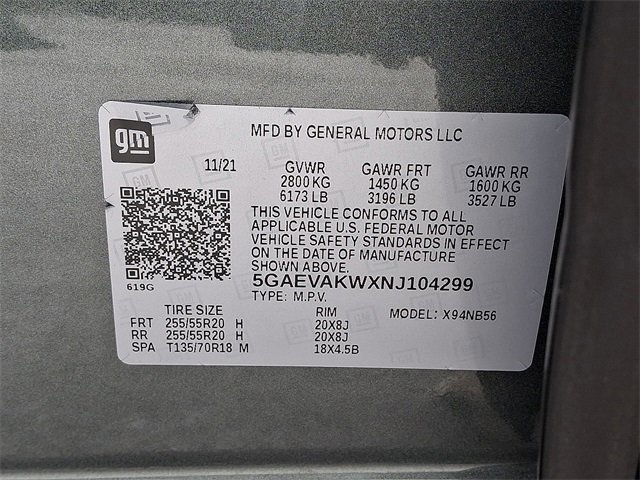 gm
MFD BY GENERAL MOTORS LLC
11/21 GVWR GAWR FRT GAWR RR
2800 KG 1450 KG 1600 KG
6173 LB 3196 LB 3527 LB
THIS VEHICLE CONFORMS TO ALL
APPLICABLE U.S. FEDERAL MOTOR
VEHICLE SAFETY STANDARDS IN EFFECT
ON THE DATE OF MANUFACTURE
SHOWN ABOVE.
619G
5GAEVAKWXNJ104299
TYPE: M.P.V.
TIRE SIZE RIM MODEL: X94NB56
FRT 255/55R20 H 20X8J
RR 255/55R20 H 20X8J
SPA T135/70R18 M 18X4.5B